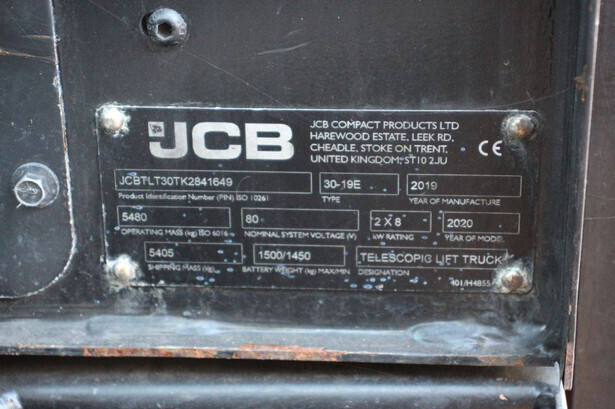 JCB
JCB COMPACT PRODUCTS LTD
HAREWOOD ESTATE, LEEK RD,
CHEADLE, STOKE ON TRENT,
UNITED KINGDOM, ST10 2JU
CE
JCBTLT30TK2841649
30-19E
2019
Product Identification Number (PIN) ISO 10261
TYPE
YEAR OF MANUFACTURE
5480
80
2 X 8
2020
OPERATING MASS (kg) ISO 6016
NOMINAL SYSTEM VOLTAGE (V)
kW RATING
YEAR OF MODEL
5405
1500/1450
TELESCOPIC LIFT TRUCK
SHIPPING MASS (kg)
BATTERY WEIGHT (kg) MAX/MIN
DESIGNATION